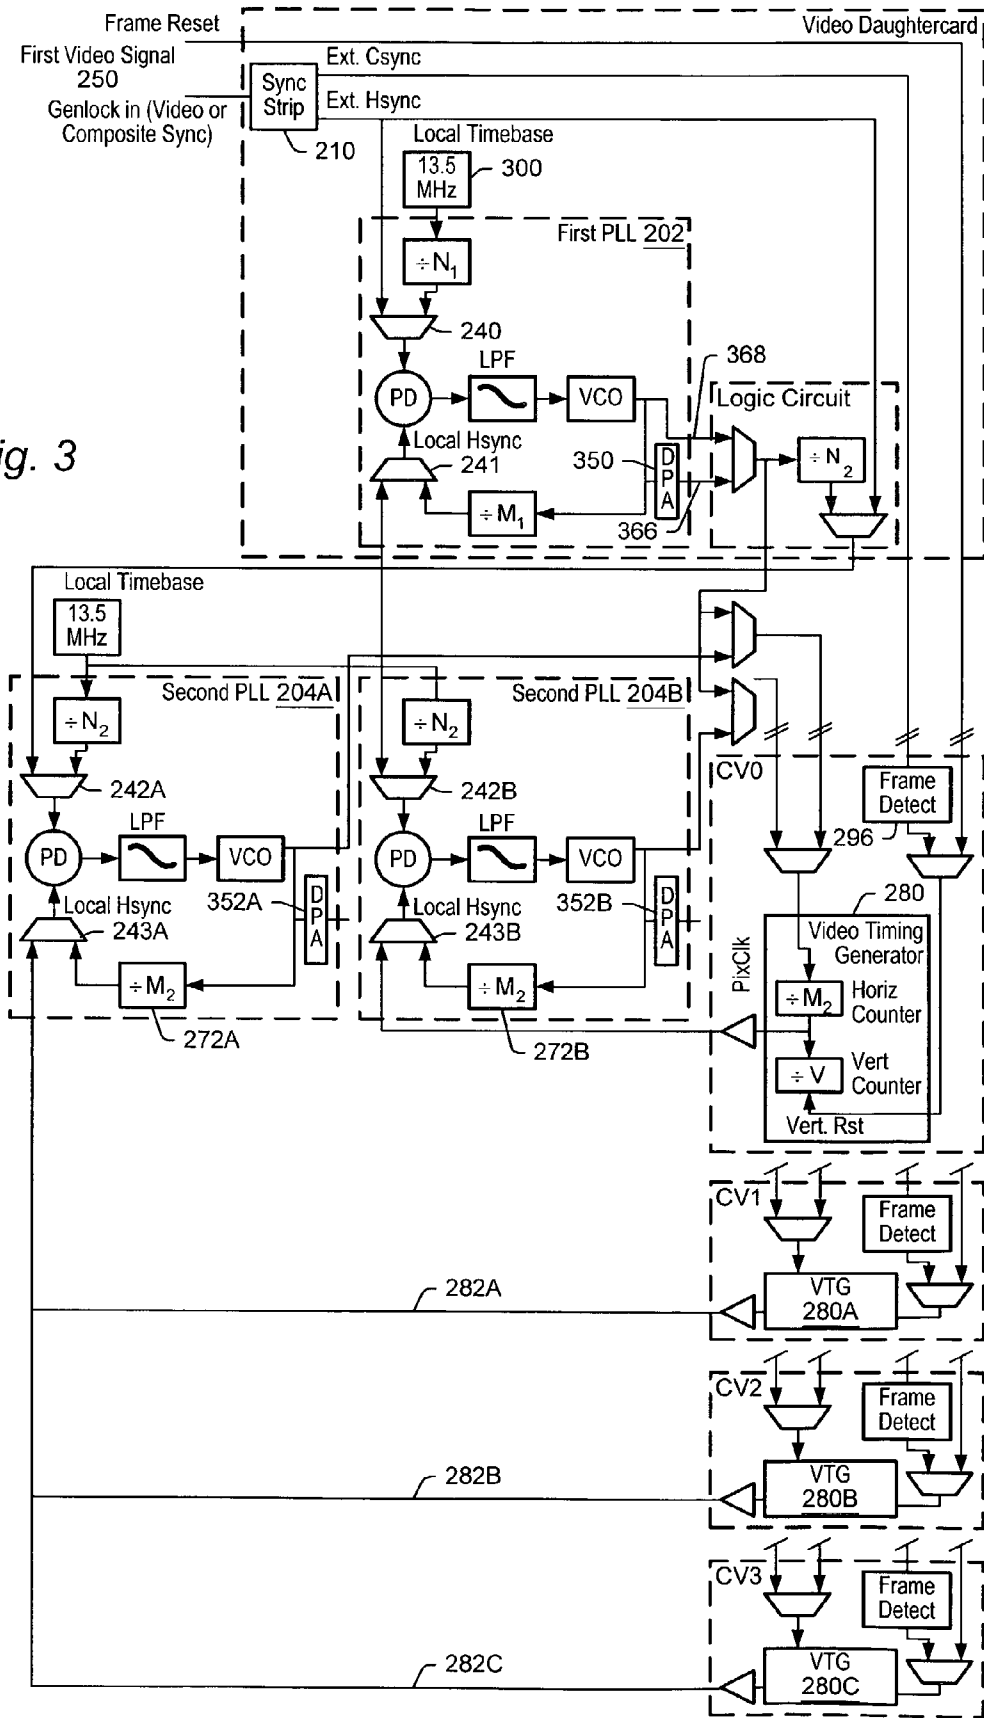 Frame Reset
Video Daughtercard
First Video Signal
250
Ext. Csync
Sync
Strip
Ext. Hsync
Genlock in (Video or
Composite Sync)
210
Local Timebase
13.5
MHz
300
First PLL 202
÷ N1
240
368
LPF
PD
VCO
Logic Circuit
ig. 3
Local Hsync
241
350
D
P
A
÷ N2
÷ M1
366
Local Timebase
13.5
MHz
Second PLL 204A
Second PLL 204B
÷ N2
÷ N2
CV0
Frame
Detect
242A
242B
296
LPF
LPF
PD
VCO
PD
VCO
352A
352B
280
Local Hsync
243A
D
P
A
Local Hsync
243B
D
P
A
Video Timing
Generator
PixClk
÷ M2
÷ M2
÷ M2
Horiz
Counter
272A
272B
÷ V
Vert
Counter
Vert. Rst
CV1
Frame
Detect
282A
VTG
280A
CV2
Frame
Detect
282B
VTG
280B
CV3
Frame
Detect
282C
VTG
280C